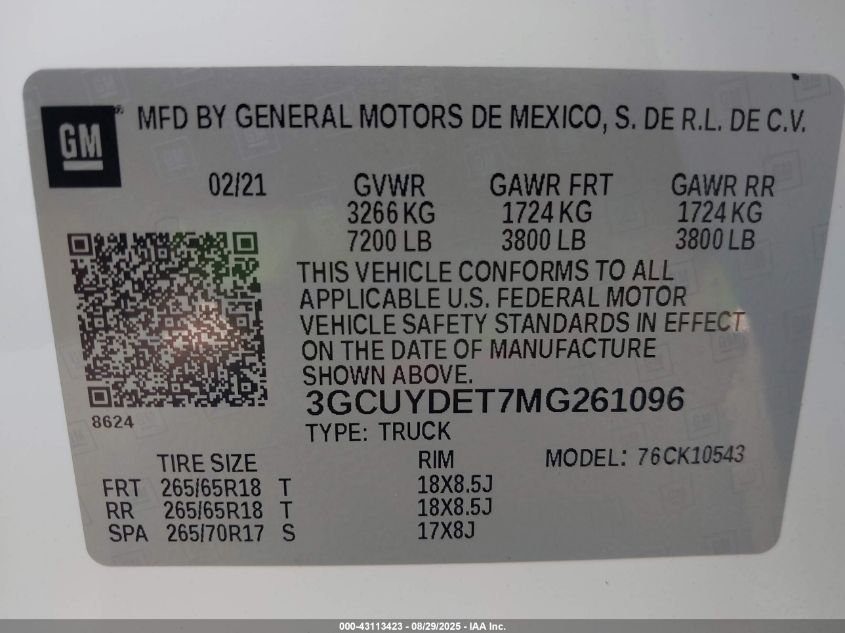 GM
MFD BY GENERAL MOTORS DE MEXICO, S. DE R.L. DE C.V.
02/21 GVWR GAWR FRT GAWR RR
3266 KG 1724 KG 1724 KG
7200 LB 3800 LB 3800 LB
THIS VEHICLE CONFORMS TO ALL
APPLICABLE U.S. FEDERAL MOTOR
VEHICLE SAFETY STANDARDS IN EFFECT
ON THE DATE OF MANUFACTURE
SHOWN ABOVE.
3GCUYDET7MG261096
8624
TYPE: TRUCK
TIRE SIZE RIM MODEL: 76CK10543
FRT 265/65R18 T 18X8.5J
RR 265/65R18 T 18X8.5J
SPA 265/70R17 S 17X8J
000-43113423 - 08/29/2025 - IAA Inc.